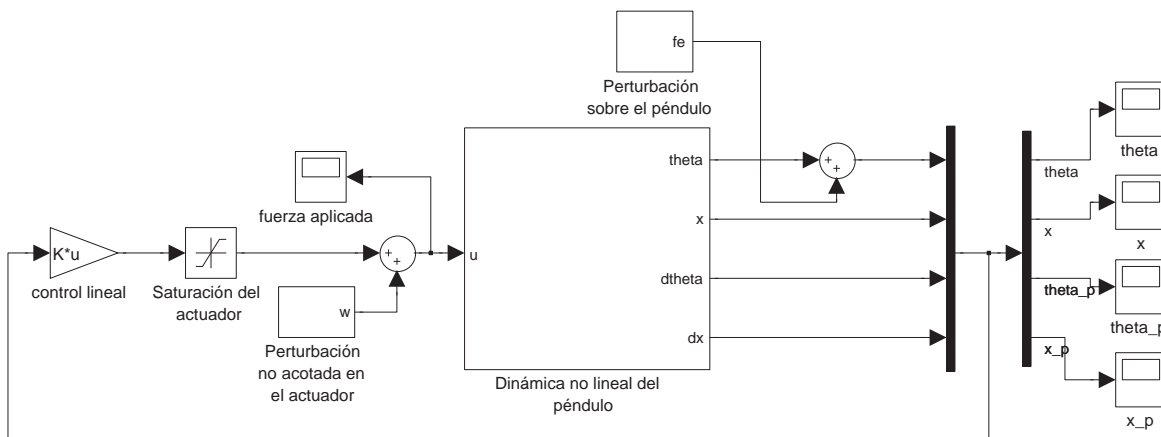 fe
Perturbación
sobre el péndulo
theta
+
+
theta
theta
fuerza aplicada
x
x
x
K*u
control lineal
Saturación del
actuador
+
+
u
w
Perturbación
no acotada en
el actuador
dtheta
theta_p
theta_p
dx
x_p
x_p
Dinámica no lineal del
péndulo